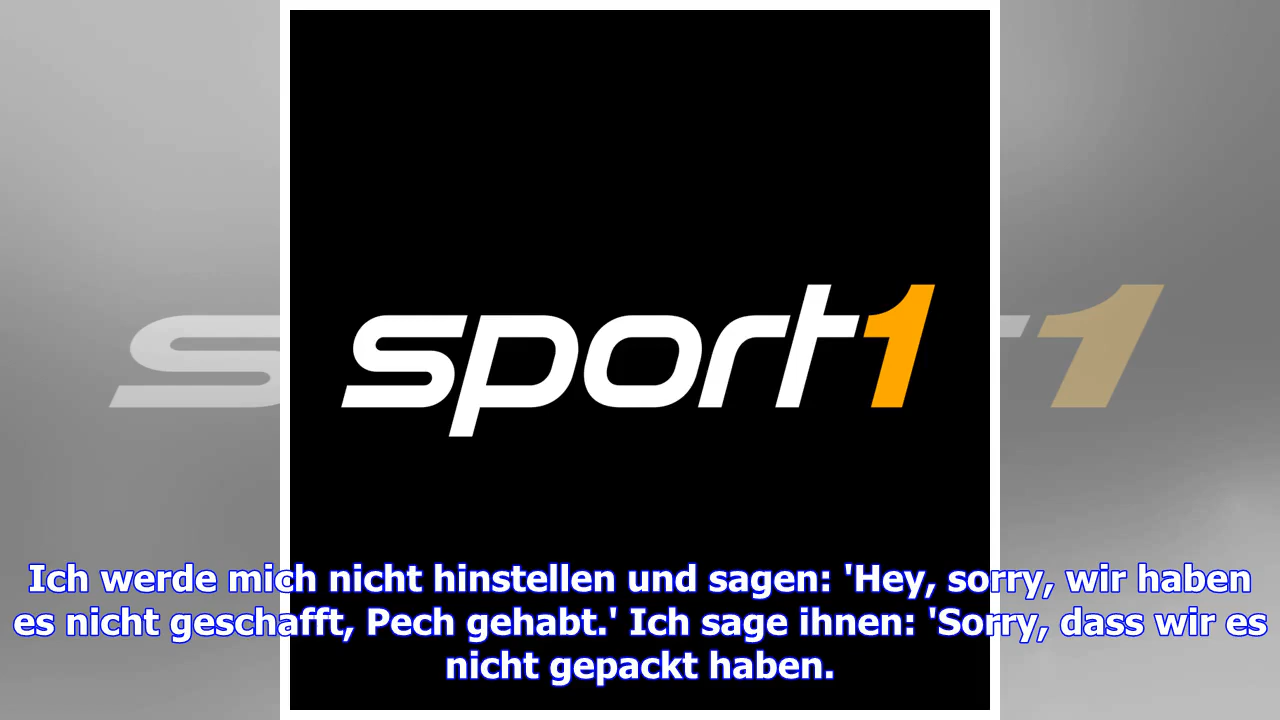 sport1
Ich werde mich nicht hinstellen und sagen: 'Hey, sorry, wir haben
es nicht geschafft, Pech gehabt.' Ich sage ihnen: 'Sorry, dass wir es
nicht gepackt haben.